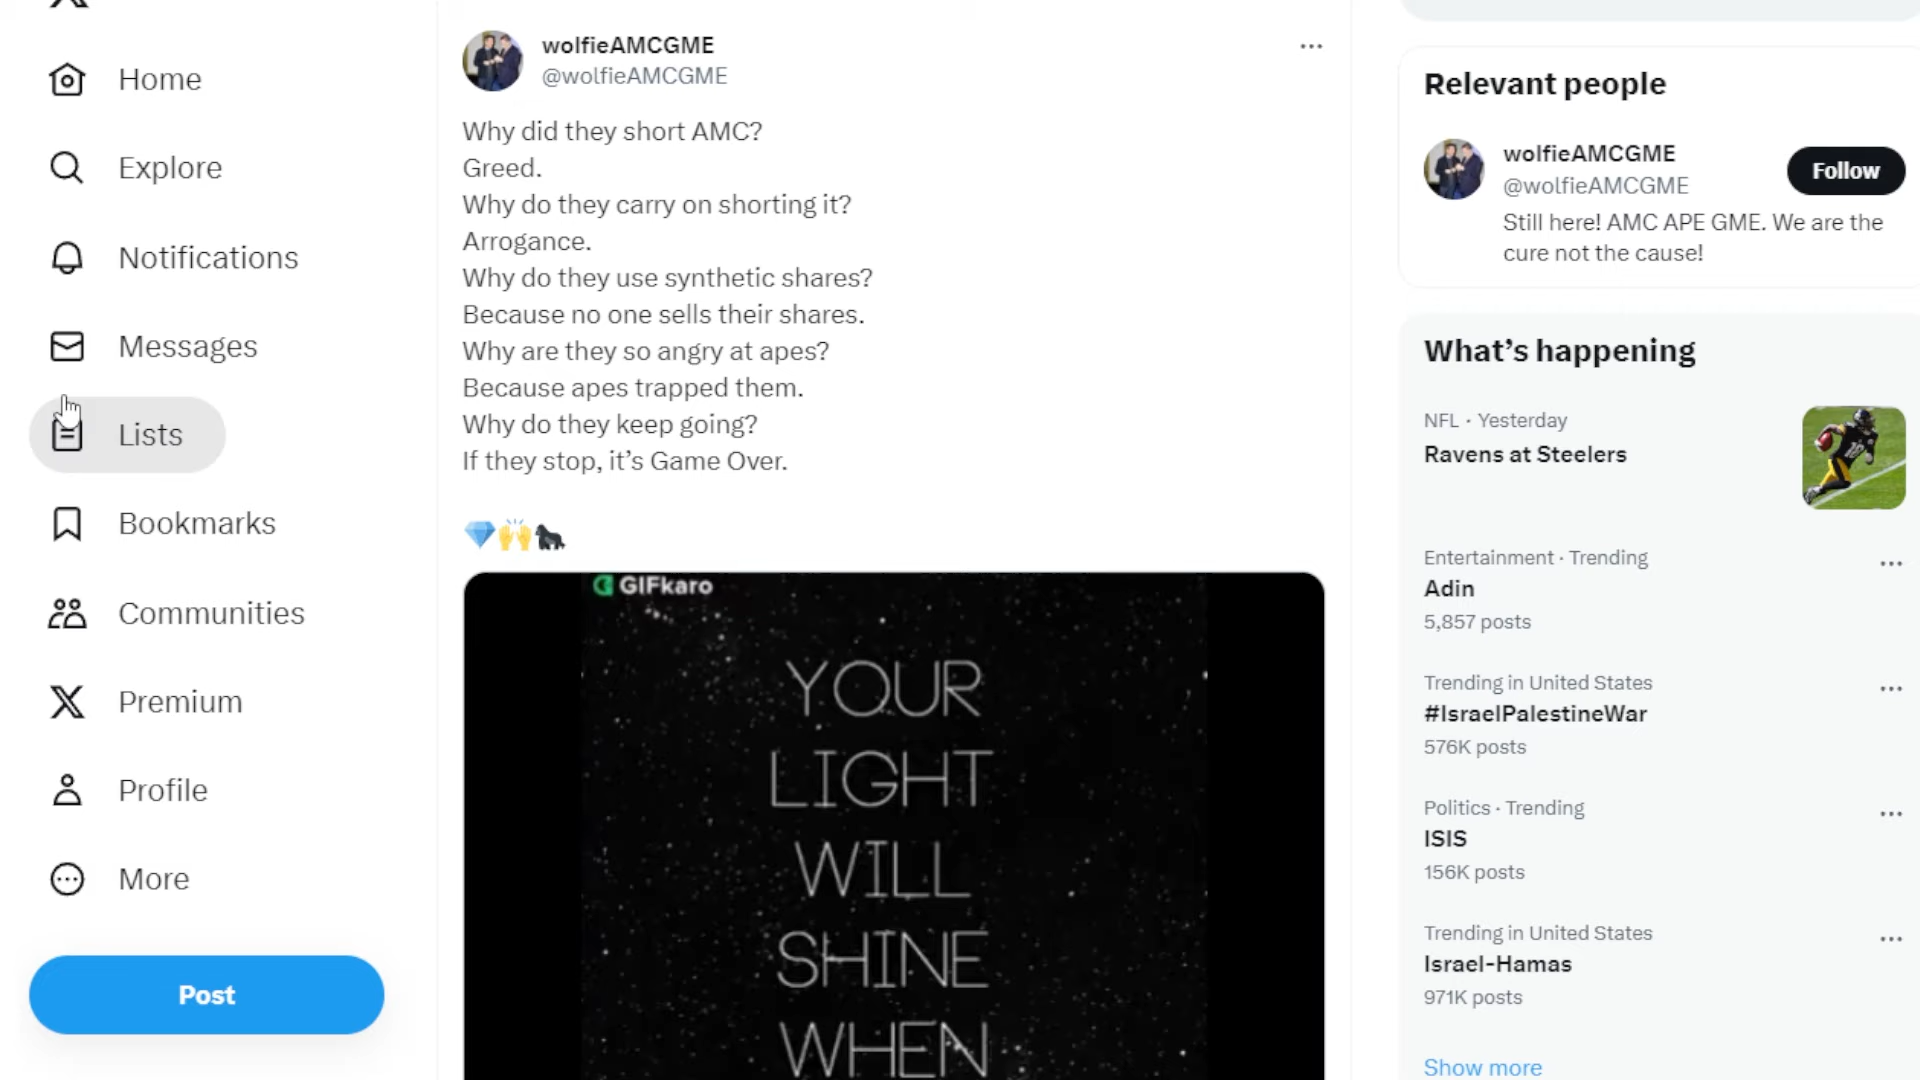 Home
Explore
Notifications
Messages
Lists
Bookmarks
Communities
Premium
Profile
More
Post
wolfieAMCGME
@wolfieAMCGME
Why did they short AMC?
Greed.
Why do they carry on shorting it?
Arrogance.
Why do they use synthetic shares?
Because no one sells their shares.
Why are they so angry at apes?
Because apes trapped them.
Why do they keep going?
If they stop, it’s Game Over.
💎🙌🦍
GIFkaro
YOUR
LIGHT
WILL
SHINE
WHEN
Relevant people
wolfieAMCGME
@wolfieAMCGME
Follow
Still here! AMC APE GME. We are the
cure not the cause!
What’s happening
NFL · Yesterday
Ravens at Steelers
Entertainment · Trending
Adin
5,857 posts
Trending in United States
#IsraelPalestineWar
576K posts
Politics · Trending
ISIS
156K posts
Trending in United States
Israel-Hamas
971K posts
Show more